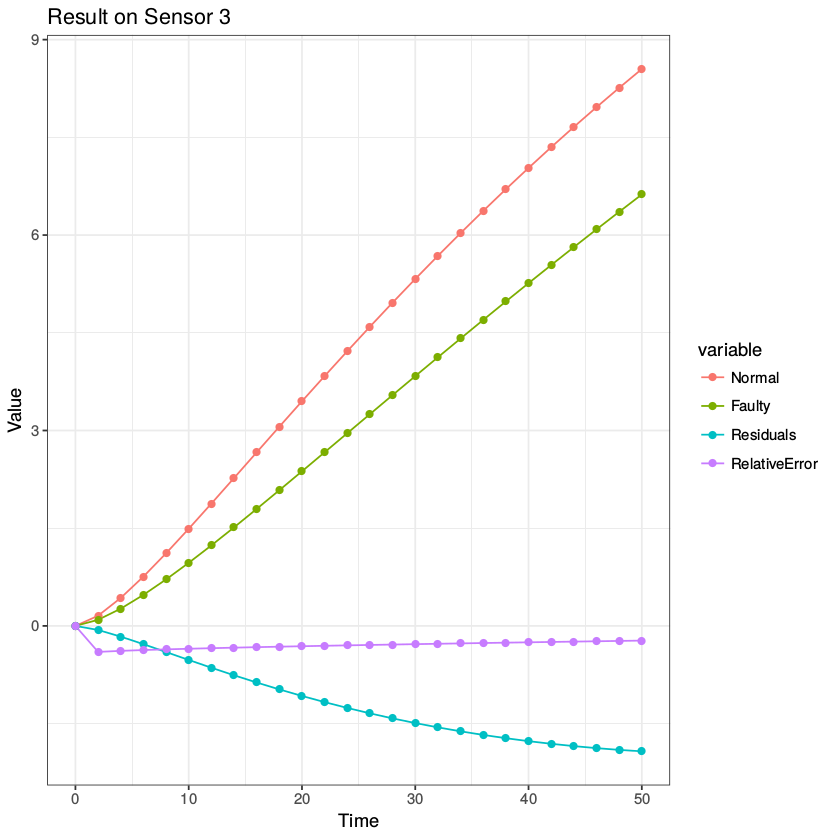 Result on Sensor 3
9
6
3
0
Value
0 10 20 30 40 50
Time
variable
Normal
Faulty
Residuals
RelativeError